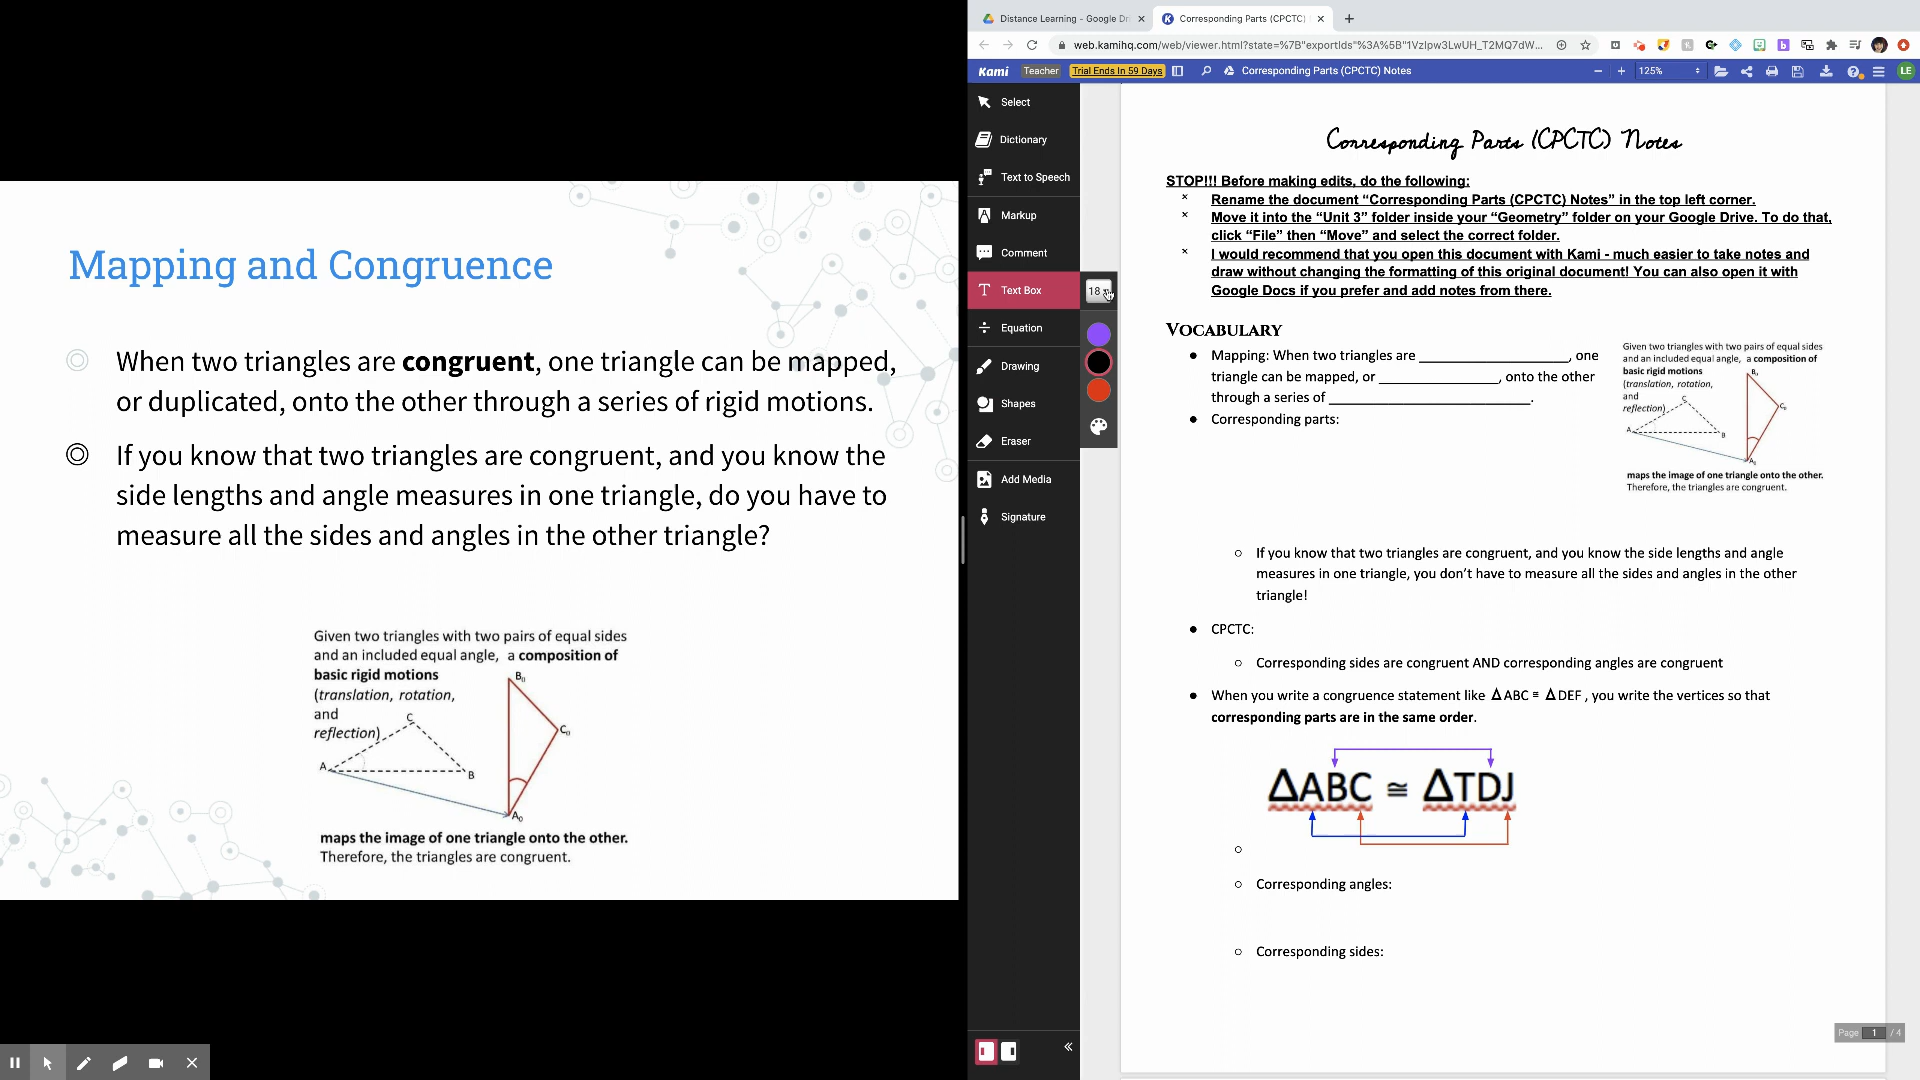 Mapping and Congruence
When two triangles are congruent, one triangle can be mapped,
or duplicated, onto the other through a series of rigid motions.
If you know that two triangles are congruent, and you know the
side lengths and angle measures in one triangle, do you have to
measure all the sides and angles in the other triangle?
Given two triangles with two pairs of equal sides
and an included equal angle, a composition of
basic rigid motions
(translation, rotation,
and
reflection)
B₀
C
C₀
A
B
A₀
maps the image of one triangle onto the other.
Therefore, the triangles are congruent.
Distance Learning - Google Dr
Corresponding Parts (CPCTC)
web.kamihq.com/web/viewer.html?state=%7B"exportIds"%3A%5B"1VzIpw3LwUH_T2MQ7dW...
Kami
Teacher
Trial Ends In 59 Days
Corresponding Parts (CPCTC) Notes
125%
LE
Select
Dictionary
Text to Speech
Markup
Comment
Text Box
18
Equation
Drawing
Shapes
Eraser
Add Media
Signature
Corresponding Parts (CPCTC) Notes
STOP!!! Before making edits, do the following:
Rename the document “Corresponding Parts (CPCTC) Notes” in the top left corner.
Move it into the “Unit 3” folder inside your “Geometry” folder on your Google Drive. To do that,
click “File” then “Move” and select the correct folder.
I would recommend that you open this document with Kami - much easier to take notes and
draw without changing the formatting of this original document! You can also open it with
Google Docs if you prefer and add notes from there.
VOCABULARY
Mapping: When two triangles are ____________________, one
triangle can be mapped, or ________________, onto the other
through a series of ___________________________.
Corresponding parts:
Given two triangles with two pairs of equal sides
and an included equal angle, a composition of
basic rigid motions
(translation, rotation,
and
reflection)
B₀
C
C₀
A
B
A₀
maps the image of one triangle onto the other.
Therefore, the triangles are congruent.
If you know that two triangles are congruent, and you know the side lengths and angle
measures in one triangle, you don’t have to measure all the sides and angles in the other
triangle!
CPCTC:
Corresponding sides are congruent AND corresponding angles are congruent
When you write a congruence statement like ΔABC ≅ ΔDEF, you write the vertices so that
corresponding parts are in the same order.
ΔABC ≅ ΔTDJ
Corresponding angles:
Corresponding sides:
Page 1 / 4